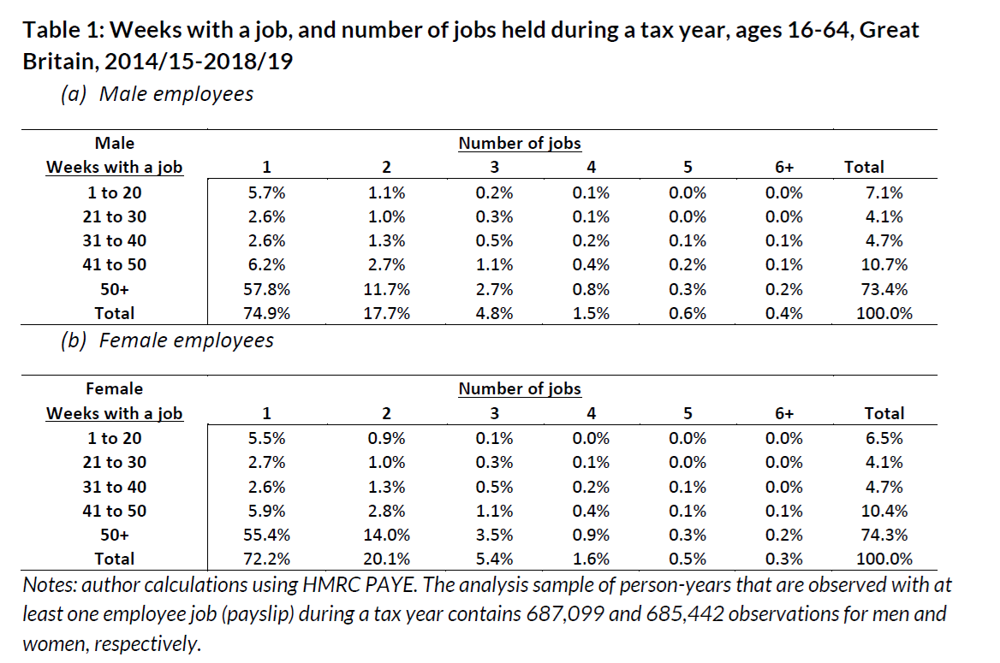 Table 1: Weeks with a job, and number of jobs held during a tax year, ages 16-64, Great
Britain, 2014/15-2018/19
(a) Male employees
Male Number of jobs
Weeks with a job 1 2 3 4 5 6+ Total
1 to 20 5.7% 1.1% 0.2% 0.1% 0.0% 0.0% 7.1%
21 to 30 2.6% 1.0% 0.3% 0.1% 0.0% 0.0% 4.1%
31 to 40 2.6% 1.3% 0.5% 0.2% 0.1% 0.1% 4.7%
41 to 50 6.2% 2.7% 1.1% 0.4% 0.2% 0.1% 10.7%
50+ 57.8% 11.7% 2.7% 0.8% 0.3% 0.2% 73.4%
Total 74.9% 17.7% 4.8% 1.5% 0.6% 0.4% 100.0%
(b) Female employees
Female Number of jobs
Weeks with a job 1 2 3 4 5 6+ Total
1 to 20 5.5% 0.9% 0.1% 0.0% 0.0% 0.0% 6.5%
21 to 30 2.7% 1.0% 0.3% 0.1% 0.0% 0.0% 4.1%
31 to 40 2.6% 1.3% 0.5% 0.2% 0.1% 0.0% 4.7%
41 to 50 5.9% 2.8% 1.1% 0.4% 0.1% 0.1% 10.4%
50+ 55.4% 14.0% 3.5% 0.9% 0.3% 0.2% 74.3%
Total 72.2% 20.1% 5.4% 1.6% 0.5% 0.3% 100.0%
Notes: author calculations using HMRC PAYE. The analysis sample of person-years that are observed with at
least one employee job (payslip) during a tax year contains 687,099 and 685,442 observations for men and
women, respectively.